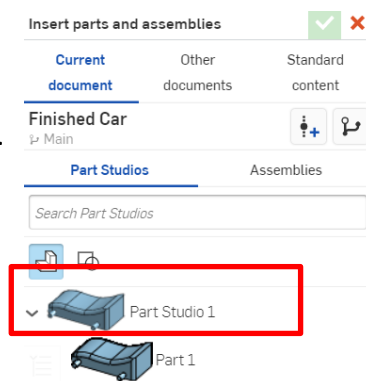 Insert parts and assemblies
Current document
Other documents
Standard content
Finished Car
Main
Part Studios
Assemblies
Search Part Studios
Part Studio 1
Part 1